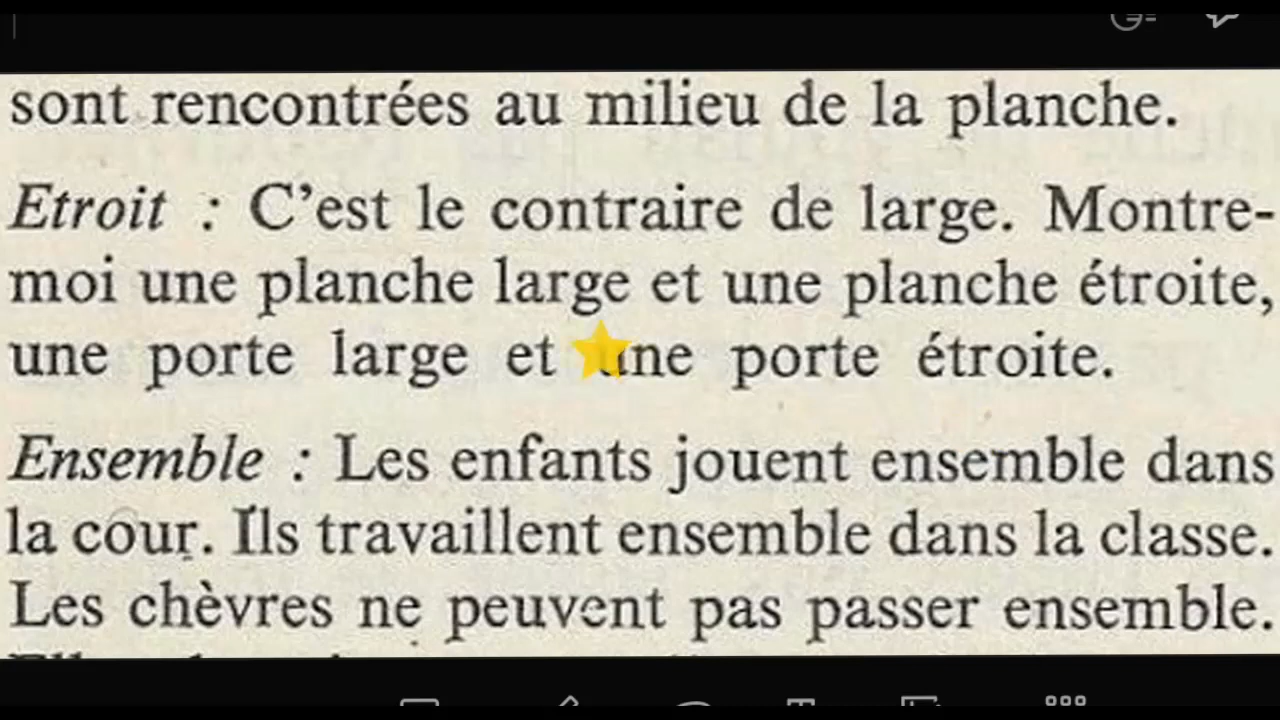 sont rencontrées au milieu de la planche.
Etroit : C'est le contraire de large. Montre-
moi une planche large et une planche étroite,
une porte large et une porte étroite.
Ensemble : Les enfants jouent ensemble dans
la cour. Ils travaillent ensemble dans la classe.
Les chèvres ne peuvent pas passer ensemble.